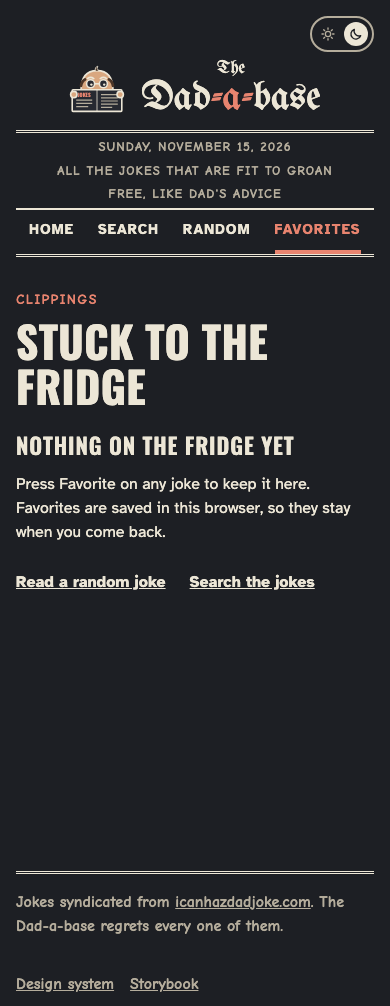 The
Dad-a-base
JOKES
SUNDAY, NOVEMBER 15, 2026
ALL THE JOKES THAT ARE FIT TO GROAN
FREE, LIKE DAD'S ADVICE
HOME SEARCH RANDOM FAVORITES
CLIPPINGS
STUCK TO THE
FRIDGE
NOTHING ON THE FRIDGE YET
Press Favorite on any joke to keep it here.
Favorites are saved in this browser, so they stay
when you come back.
Read a random joke Search the jokes
Jokes syndicated from icanhazdadjoke.com. The
Dad-a-base regrets every one of them.
Design system Storybook